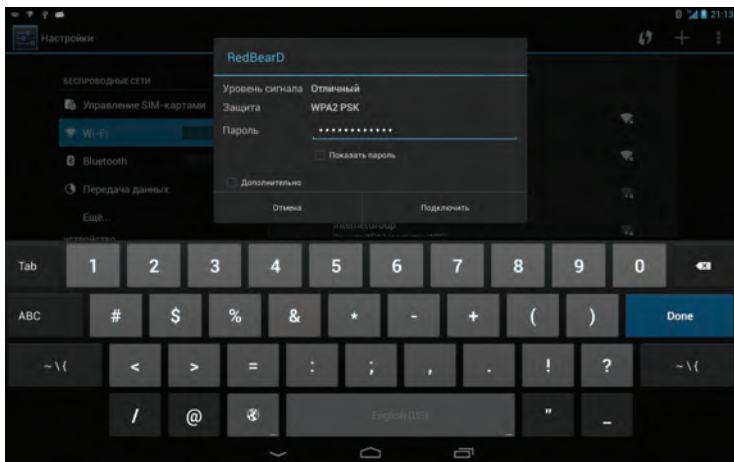 21:13
Настройки
RedBearD
БЕСПРОВОДНЫЕ СЕТИ
Уровень сигнала Отличный
Управление SIM-картами
Защита WPA2 PSK
Wi-Fi
Пароль ············
Показать пароль
Bluetooth
Передача данных
Дополнительно
Отмена Подключить
Ещё...
InternetGroup
УСТРОЙСТВО
Tab 1 2 3 4 5 6 7 8 9 0
ABC # $ % & * - + ( ) Done
~\{ < > = : ; , . ! ? ~\{
/ @ English (US) " _